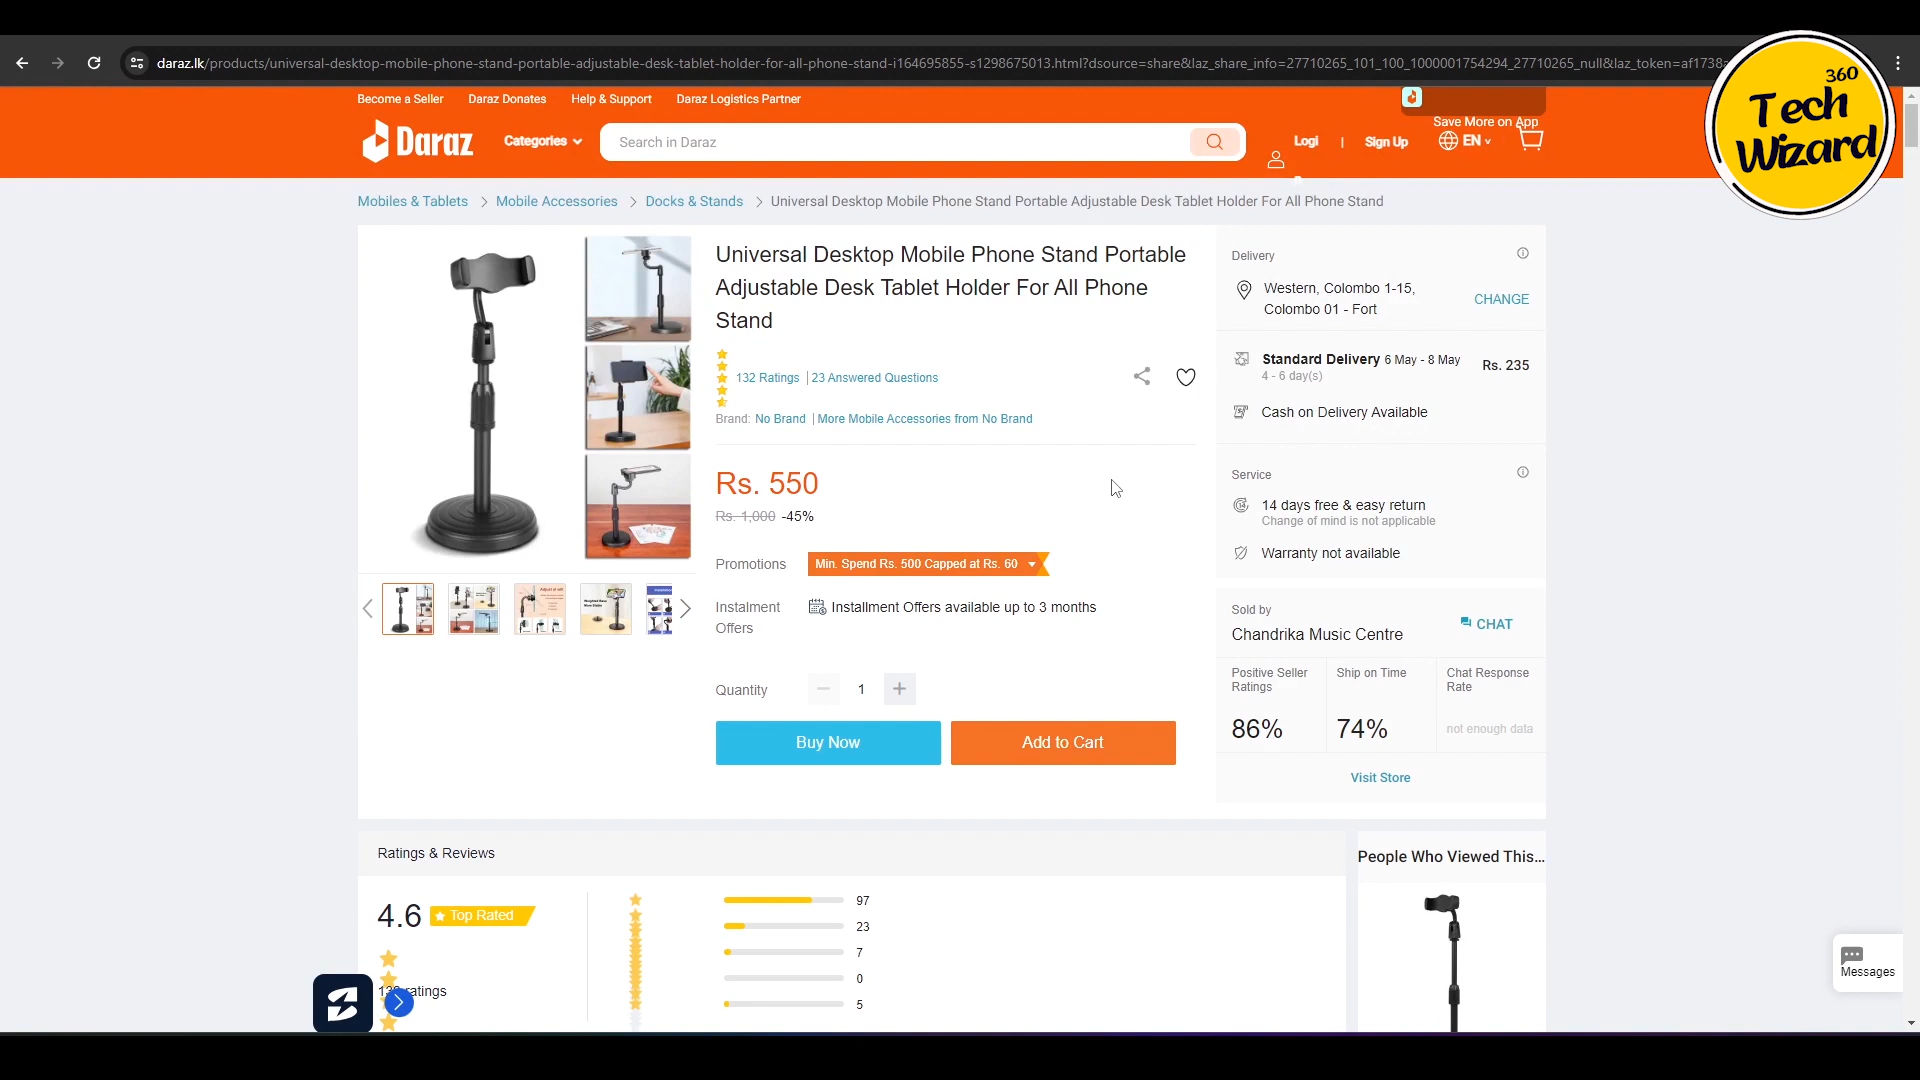 daraz.lk/products/universal-desktop-mobile-phone-stand-portable-adjustable-desk-tablet-holder-for-all-phone-stand-i164695855-s1298675013.html?dsource=share&laz_share_info=27710265_101_100_1000001754294_27710265_null&laz_token=af1738
360
Tech
Wizard
Become a Seller
Daraz Donates
Help & Support
Daraz Logistics Partner
Save More on App
Daraz
Categories
Search in Daraz
Logi
|
Sign Up
EN
Mobiles & Tablets > Mobile Accessories > Docks & Stands > Universal Desktop Mobile Phone Stand Portable Adjustable Desk Tablet Holder For All Phone Stand
Universal Desktop Mobile Phone Stand Portable
Adjustable Desk Tablet Holder For All Phone
Stand
132 Ratings | 23 Answered Questions
Brand: No Brand | More Mobile Accessories from No Brand
Rs. 550
Rs. 1,000 -45%
Promotions
Min. Spend Rs. 500 Capped at Rs. 60
Instalment
Offers
Installment Offers available up to 3 months
Quantity
1
Buy Now
Add to Cart
Delivery
Western, Colombo 1-15,
Colombo 01 - Fort
CHANGE
Standard Delivery 6 May - 8 May
4 - 6 day(s)
Rs. 235
Cash on Delivery Available
Service
14 days free & easy return
Change of mind is not applicable
Warranty not available
Sold by
Chandrika Music Centre
CHAT
Positive Seller
Ratings
86%
Ship on Time
74%
Chat Response
Rate
not enough data
Visit Store
Ratings & Reviews
4.6
Top Rated
ratings
97
23
7
0
5
People Who Viewed This...
Messages